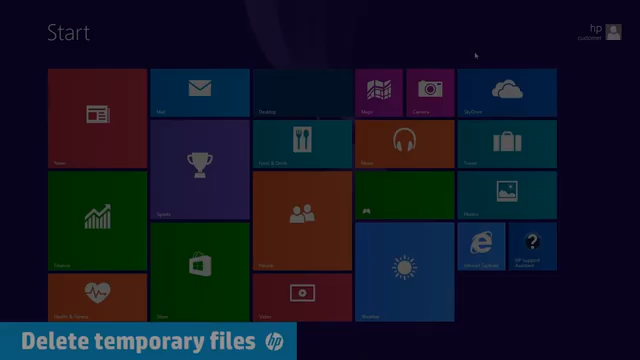 Start
hp
customer
Mail
Desktop
Maps
Camera
SkyDrive
News
Food & Drink
Music
Travel
Sports
Photos
Finance
People
Internet Explorer
HP Support
Assistant
Health & Fitness
Store
Video
Weather
Delete temporary files hp